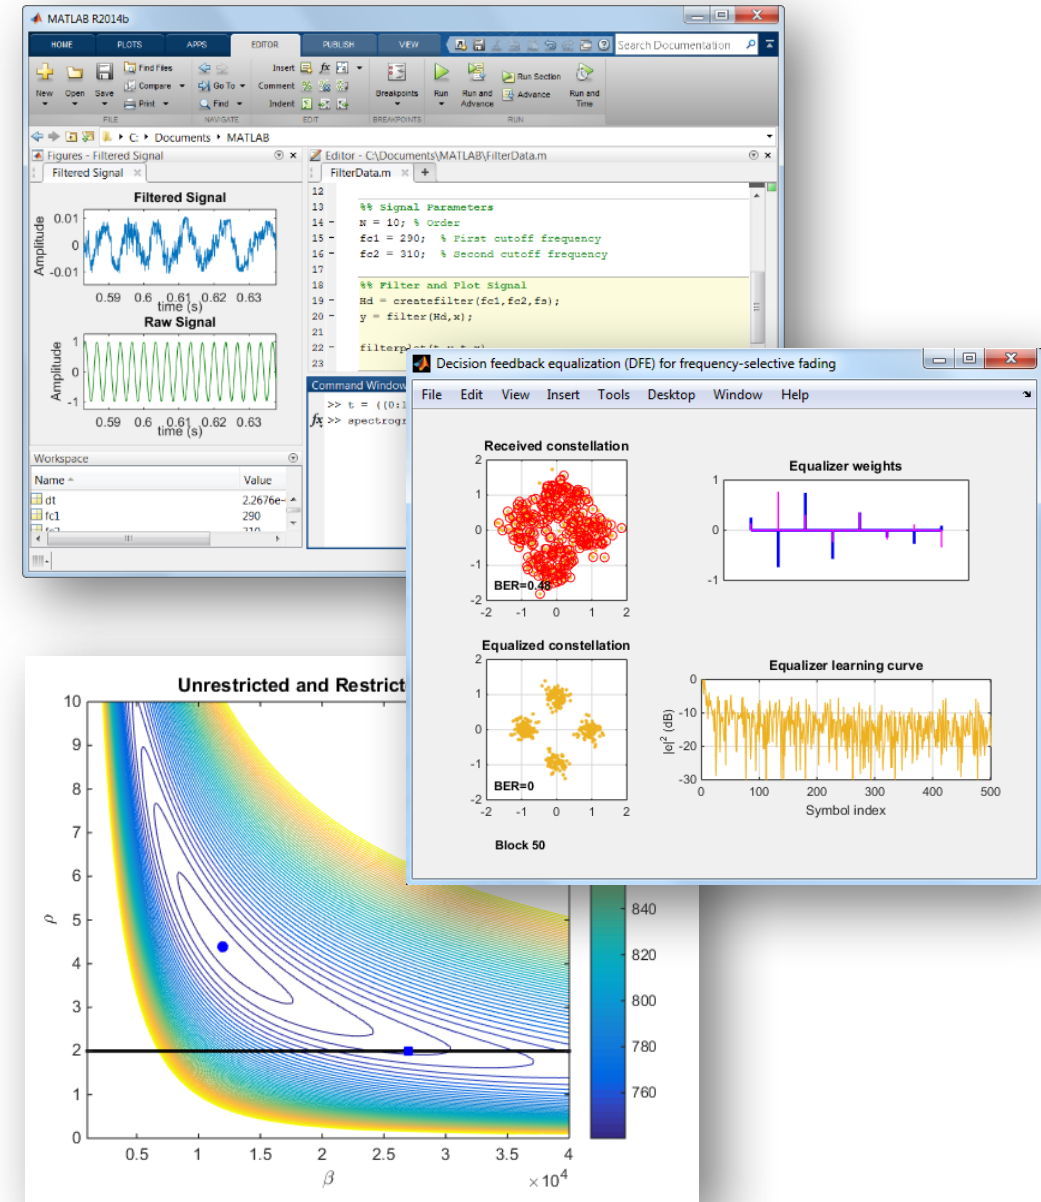 MATLAB R2014b
HOME PLOTS APPS EDITOR PUBLISH VIEW Search Documentation
New Open Save Find Files Compare Print Go To Find Insert Comment Indent Breakpoints Run Run and Advance Run Section Advance Run and Time
FILE NAVIGATE EDIT BREAKPOINTS RUN
C: Documents MATLAB
Figures - Filtered Signal
Filtered Signal
Filtered Signal
Amplitude
0.01
0
-0.01
0.59 0.6 0.61 0.62 0.63
time (s)
Raw Signal
Amplitude
1
0
-1
0.59 0.6 0.61 0.62 0.63
time (s)
Workspace
Name Value
dt 2.2676e-
fc1 290
fc2 310
Editor - C:\Documents\MATLAB\FilterData.m
FilterData.m
12
13 %% Signal Parameters
14 - N = 10; % Order
15 - fc1 = 290; % First cutoff frequency
16 - fc2 = 310; % Second cutoff frequency
17
18 %% Filter and Plot Signal
19 - Hd = createfilter(fc1,fc2,fs);
20 - y = filter(Hd,x);
21
22 -
23
Command Window
>> t = ((0:1
fx >> spectrogr
Decision feedback equalization (DFE) for frequency-selective fading
File Edit View Insert Tools Desktop Window Help
Received constellation
2
1
0
-1
-2
BER=0.48
-2 -1 0 1 2
Equalizer weights
1
0
-1
Equalized constellation
2
1
0
-1
-2
BER=0
-2 -1 0 1 2
Block 50
Equalizer learning curve
|e|² (dB)
0
-10
-20
-30
0 100 200 300 400 500
Symbol index
Unrestricted and Restrict
ρ
10
9
8
7
6
5
4
3
2
1
0
0.5 1 1.5 2 2.5 3 3.5 4
β
× 10⁴
840
820
800
780
760